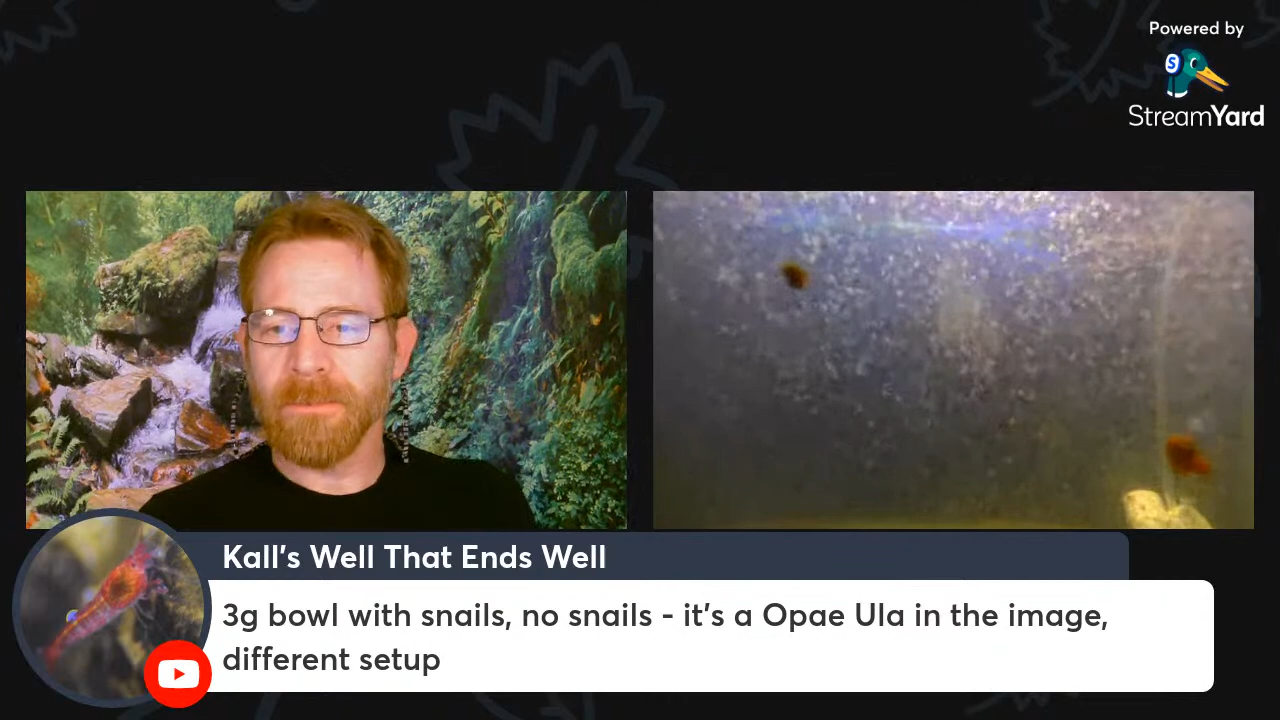 Powered by
S
StreamYard
Kall's Well That Ends Well
3g bowl with snails, no snails - it's a Opae Ula in the image,
different setup